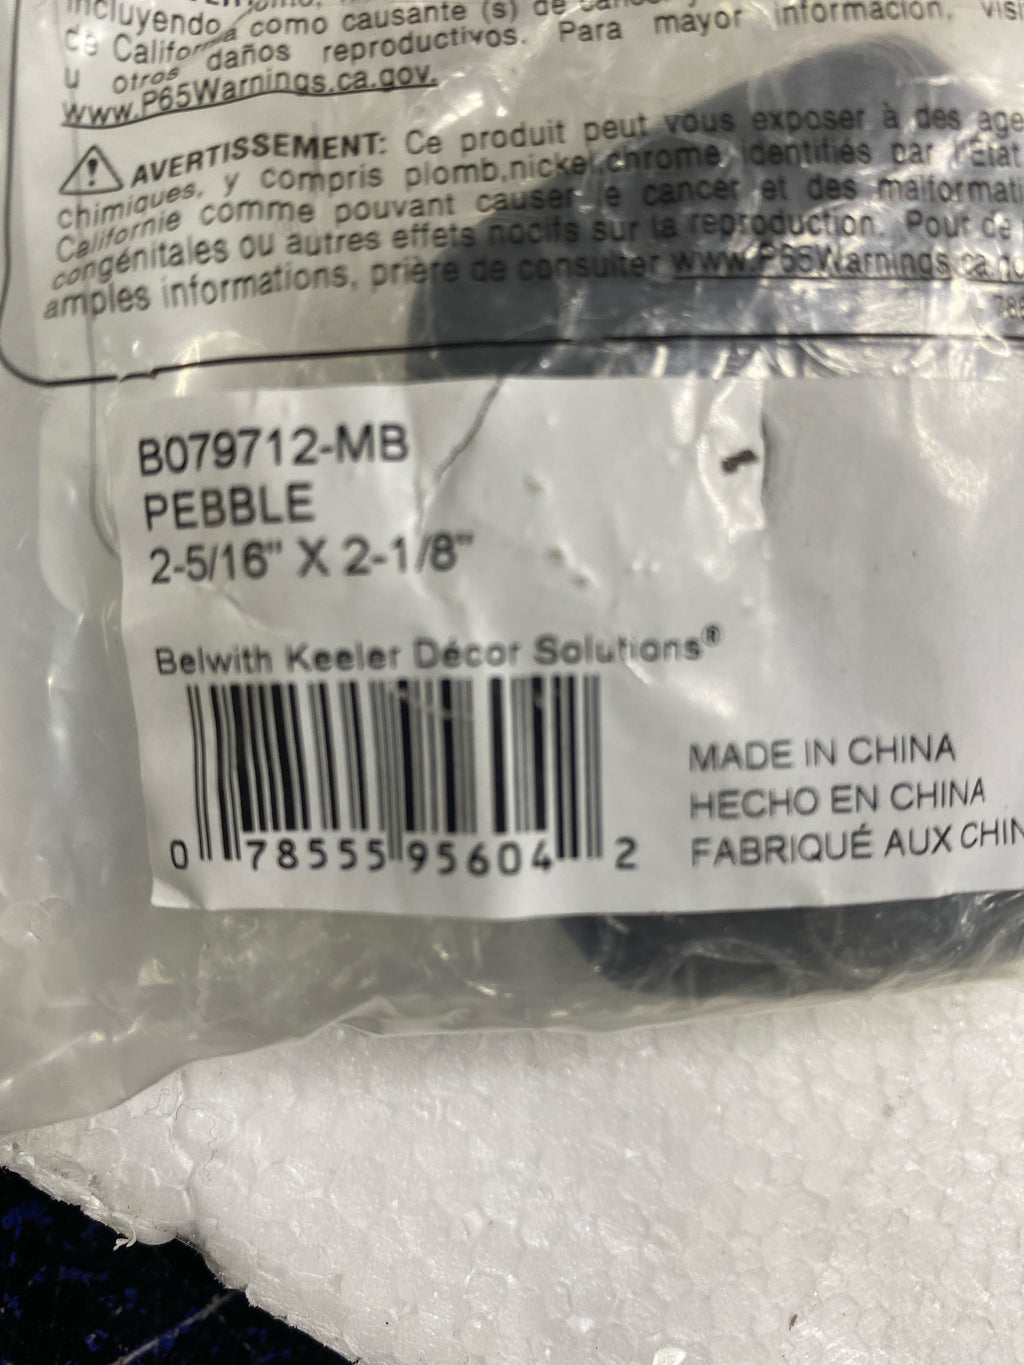 incluyendo como causante (s) de
de California daños reproductivos. Para mayor información, visi
u otros
www.P65Warnings.ca.gov.
AVERTISSEMENT: Ce produit peut vous exposer à des age
chimiques, y compris plomb,nickel,chrome, identifiés par l'État
Californie comme pouvant causer le cancer et des malformati
congénitales ou autres effets nocifs sur la reproduction. Pour de
amples informations, prière de consulter www.P65Warnings.ca.go
B079712-MB
PEBBLE
2-5/16" X 2-1/8"
Belwith Keeler Décor Solutions®
0 78555 95604 2
MADE IN CHINA
HECHO EN CHINA
FABRIQUÉ AUX CHIN